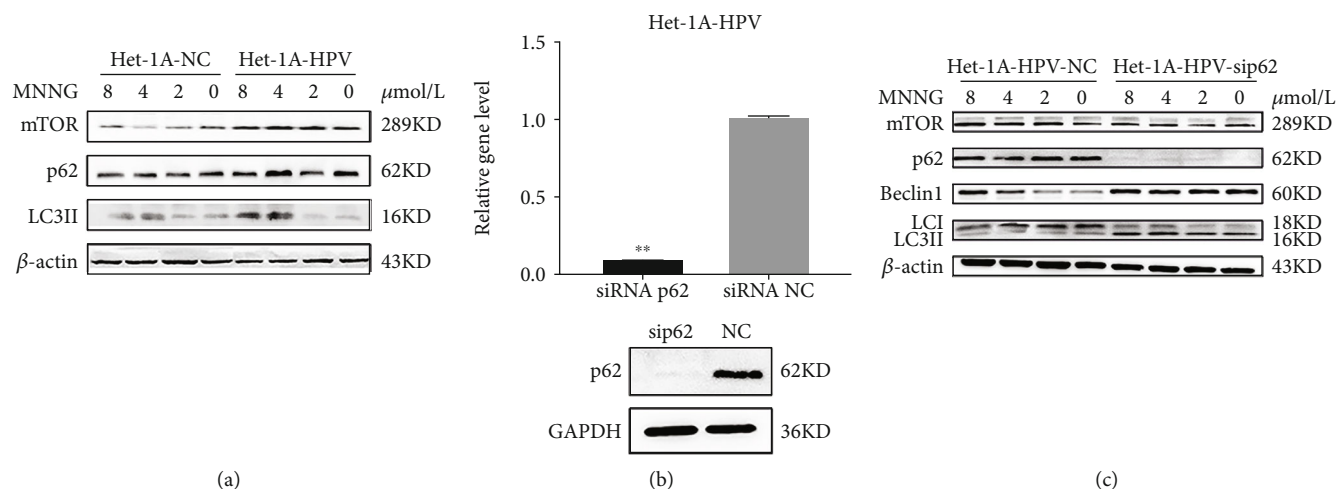 Het-1A-NC Het-1A-HPV
MNNG 8 4 2 0 8 4 2 0 μmol/L
mTOR 289KD
p62 62KD
LC3II 16KD
β-actin 43KD
(a)
Het-1A-HPV
Relative gene level
1.5
1.0
0.5
0.0
**
siRNA p62 siRNA NC
sip62 NC
p62 62KD
GAPDH 36KD
(b)
Het-1A-HPV-NC Het-1A-HPV-sip62
MNNG 8 4 2 0 8 4 2 0 μmol/L
mTOR 289KD
p62 62KD
Beclin1 60KD
LCI 18KD
LC3II 16KD
β-actin 43KD
(c)